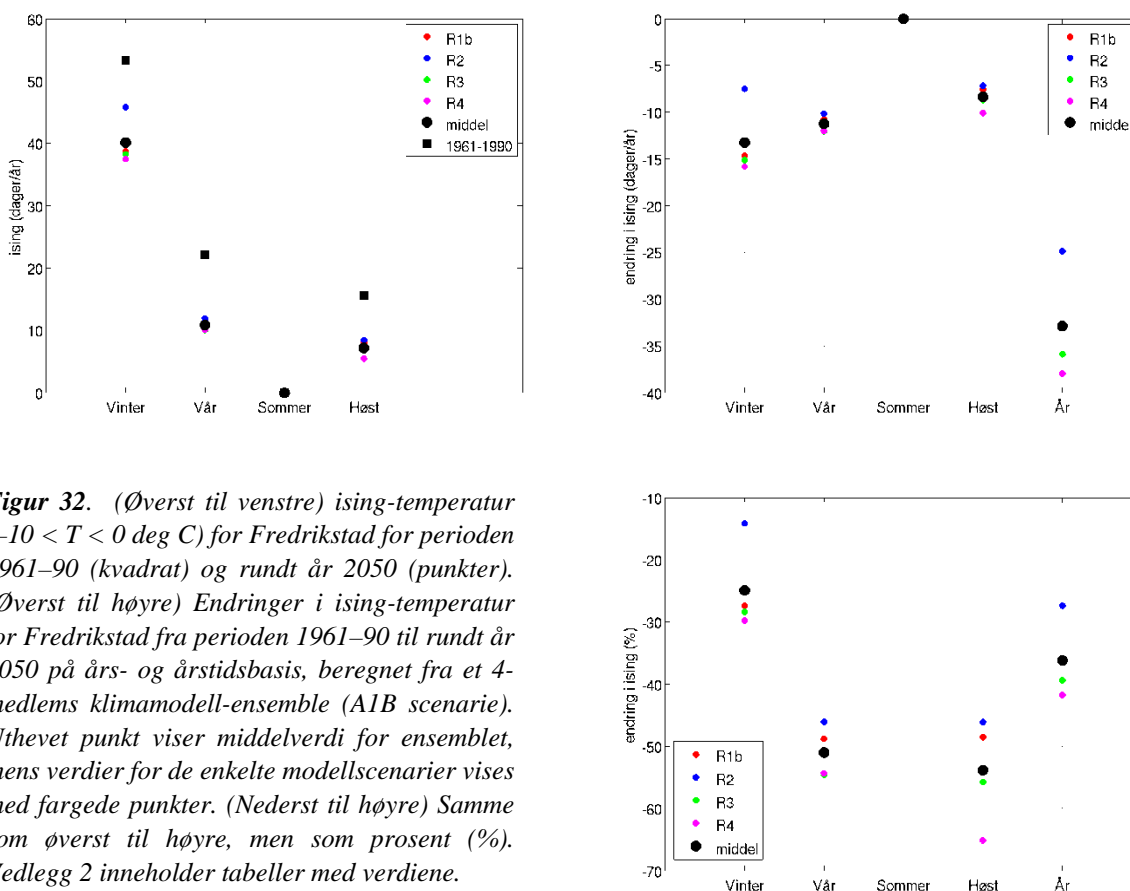 60
50
40
30
20
10
0
ising (dager/år)
Vinter Vår Sommer Høst
R1b
R2
R3
R4
middel
1961-1990
0
-5
-10
-15
-20
-25
-30
-35
-40
endring i ising (dager/år)
Vinter Vår Sommer Høst År
R1b
R2
R3
R4
midde
igur 32. (Øverst til venstre) ising-temperatur
–10 < T < 0 deg C) for Fredrikstad for perioden
961–90 (kvadrat) og rundt år 2050 (punkter).
Øverst til høyre) Endringer i ising-temperatur
or Fredrikstad fra perioden 1961–90 til rundt år
050 på års- og årstidsbasis, beregnet fra et 4-
medlems klimamodell-ensemble (A1B scenarie).
Uthevet punkt viser middelverdi for ensemblet,
mens verdier for de enkelte modellscenarier vises
med fargede punkter. (Nederst til høyre) Samme
om øverst til høyre, men som prosent (%).
Vedlegg 2 inneholder tabeller med verdiene.
-10
-20
-30
-40
-50
-60
-70
endring i ising (%)
Vinter Vår Sommer Høst År
R1b
R2
R3
R4
middel